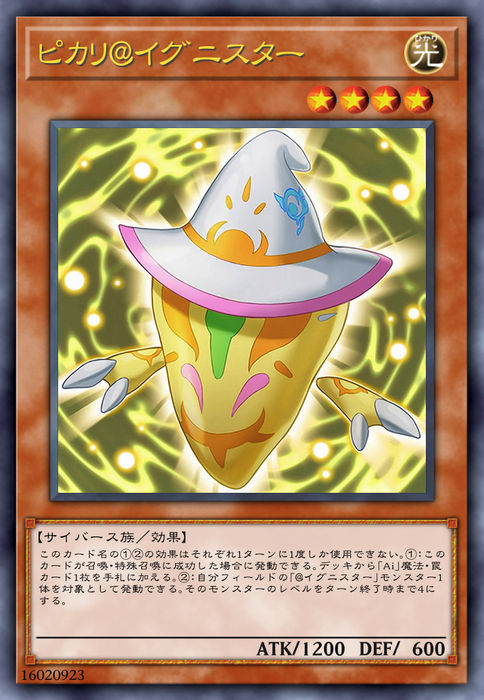 ピカリ@イグニスター
光
ひかり
【サイバース族/効果】
このカード名の①②の効果はそれぞれ1ターンに1度しか使用できない。①:この
カードが召喚・特殊召喚に成功した場合に発動できる。デッキから「Ai」魔法・罠
カード1枚を手札に加える。②:自分フィールドの「@イグニスター」モンスター1
体を対象として発動できる。そのモンスターのレベルをターン終了時まで4に
する。
ATK/1200 DEF/ 600
16020923